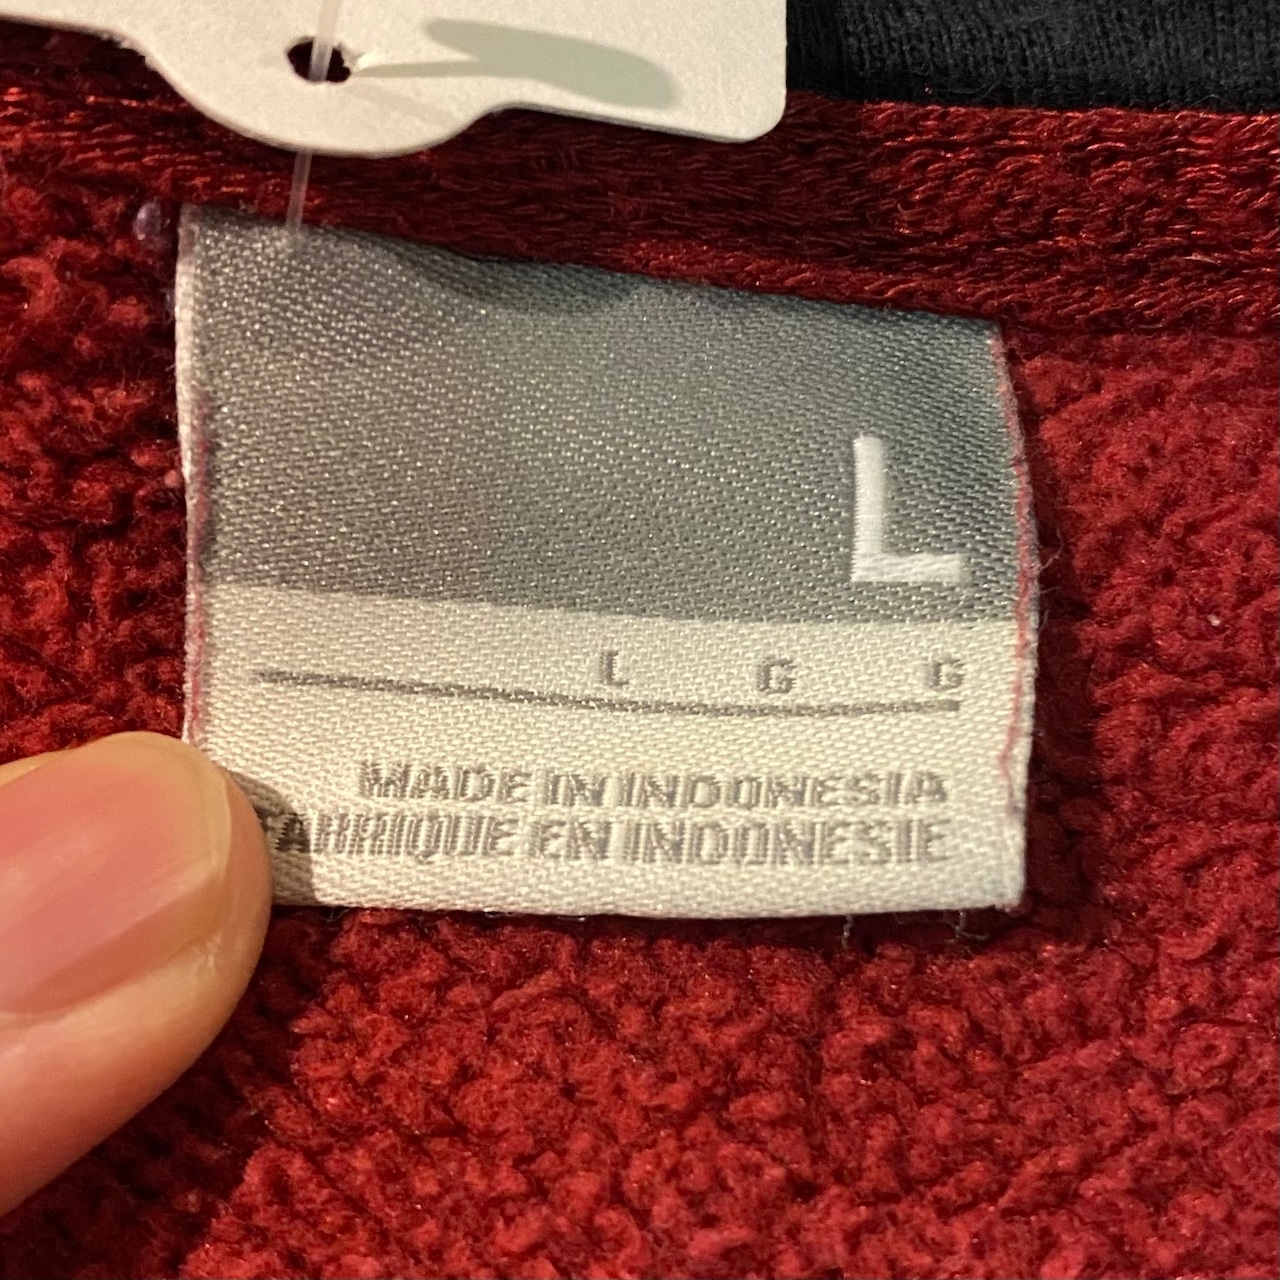 L
L G G
MADE IN INDONESIA
FABRIQUE EN INDONESIE